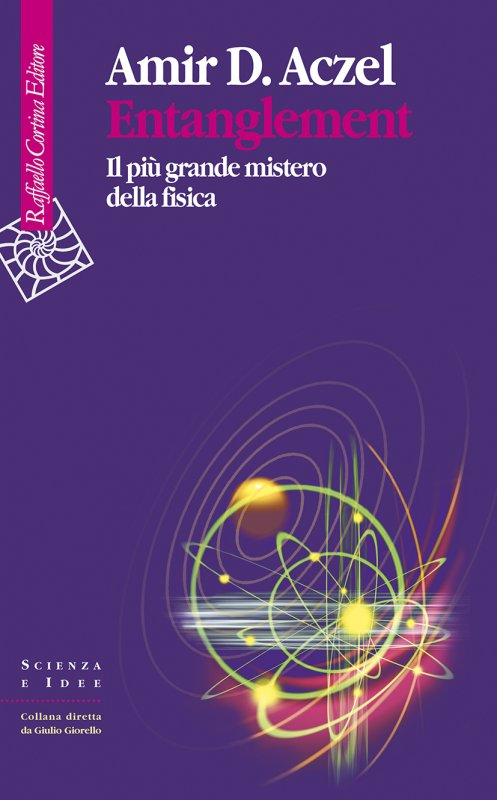 Amir D. Aczel
Entanglement
Il più grande mistero
della fisica
Raffaello Cortina Editore
SCIENZA
E IDEE
Collana diretta
da Giulio Giorello